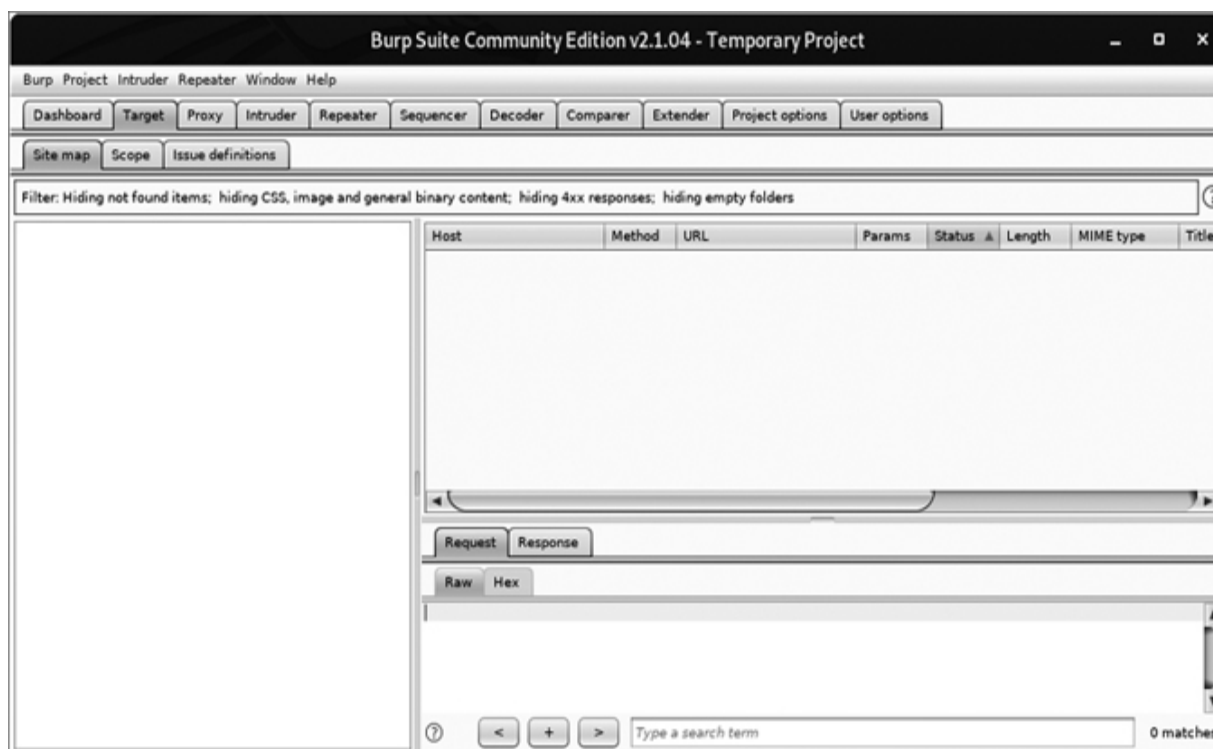 Burp Suite Community Edition v2.1.04 - Temporary Project
Burp Project Intruder Repeater Window Help
Dashboard Target Proxy Intruder Repeater Sequencer Decoder Comparer Extender Project options User options
Site map Scope Issue definitions
Filter: Hiding not found items; hiding CSS, image and general binary content; hiding 4xx responses; hiding empty folders
Host Method URL Params Status Length MIME type Title
Request Response
Raw Hex
? < + > Type a search term 0 matches